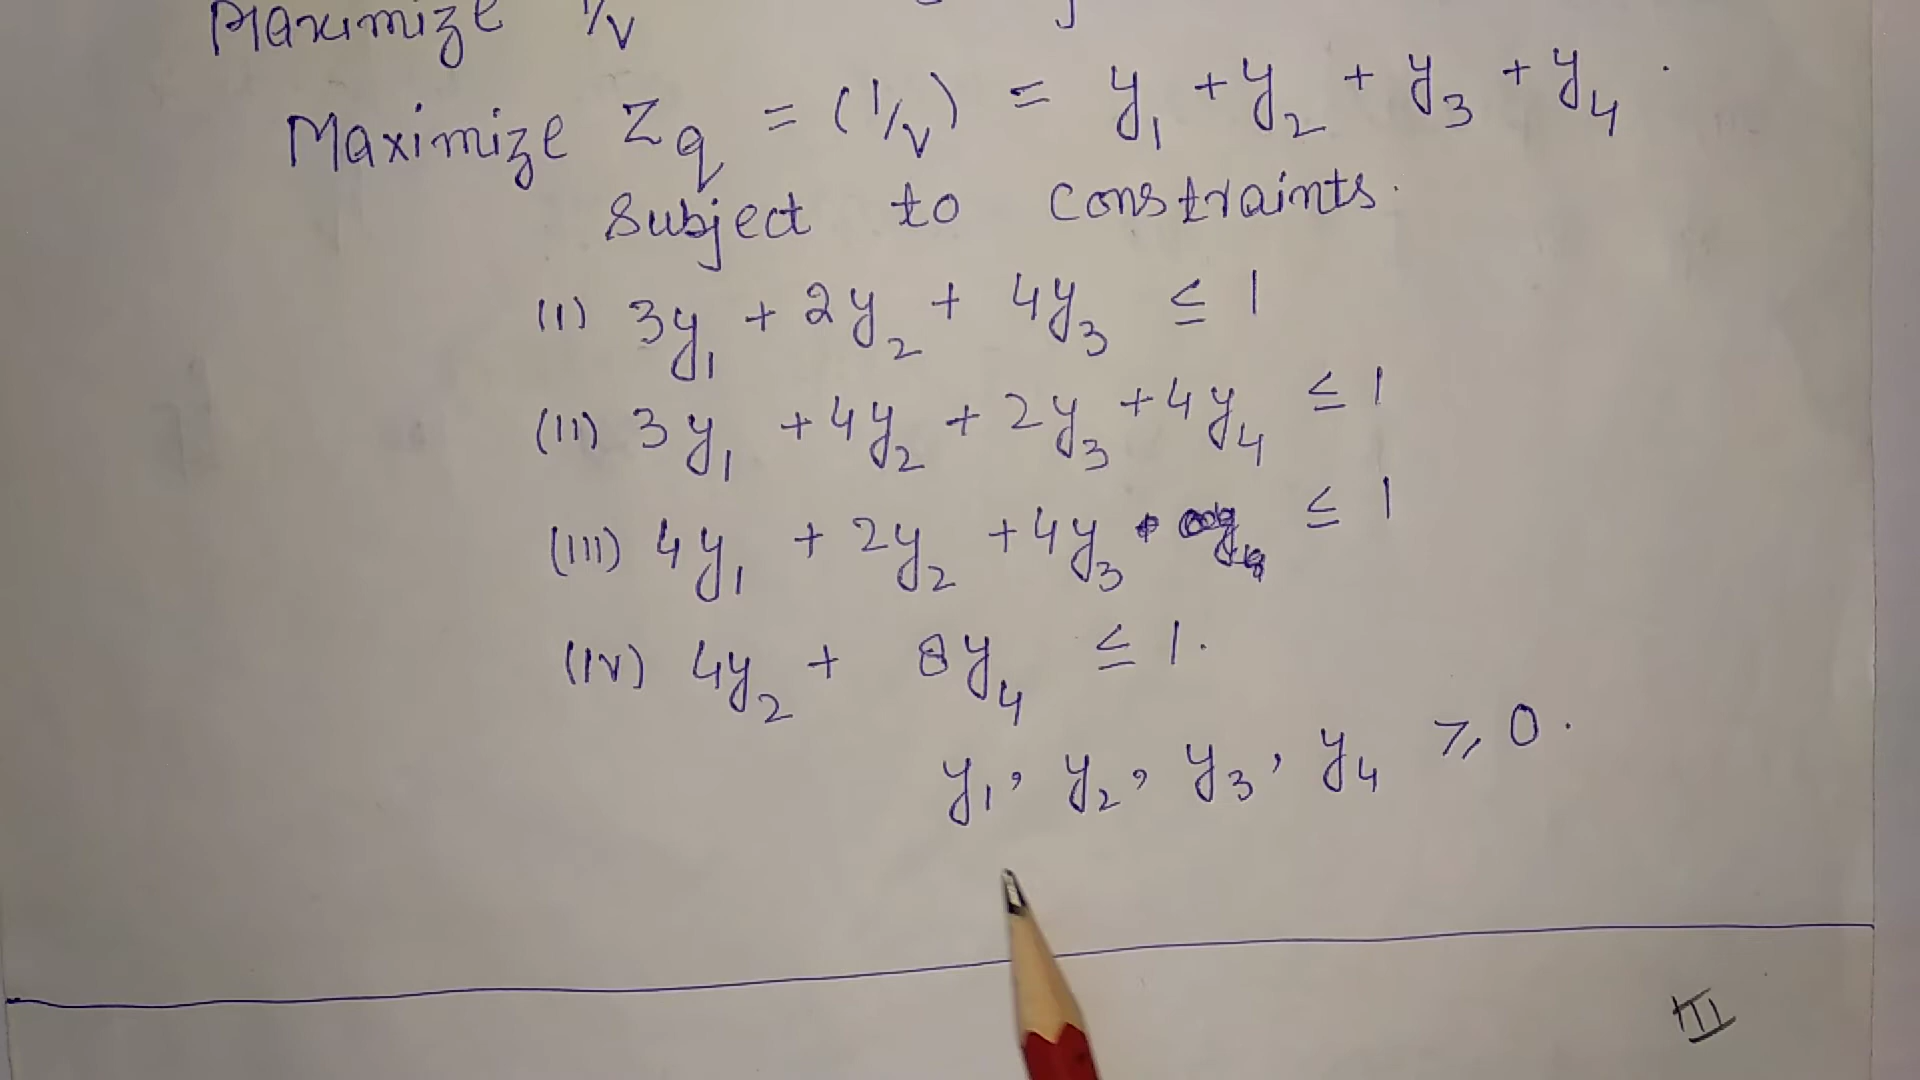 Maximize 1/v
Maximize Zq = (1/v) = y₁ + y₂ + y₃ + y₄.
Subject to constraints.
(I) 3y₁ + 2y₂ + 4y₃ ≤ 1
(II) 3y₁ + 4y₂ + 2y₃ + 4y₄ ≤ 1
(III) 4y₁ + 2y₂ + 4y₃ ≤ 1
(IV) 4y₂ + 8y₄ ≤ 1.
y₁, y₂, y₃, y₄ ≥ 0.
III